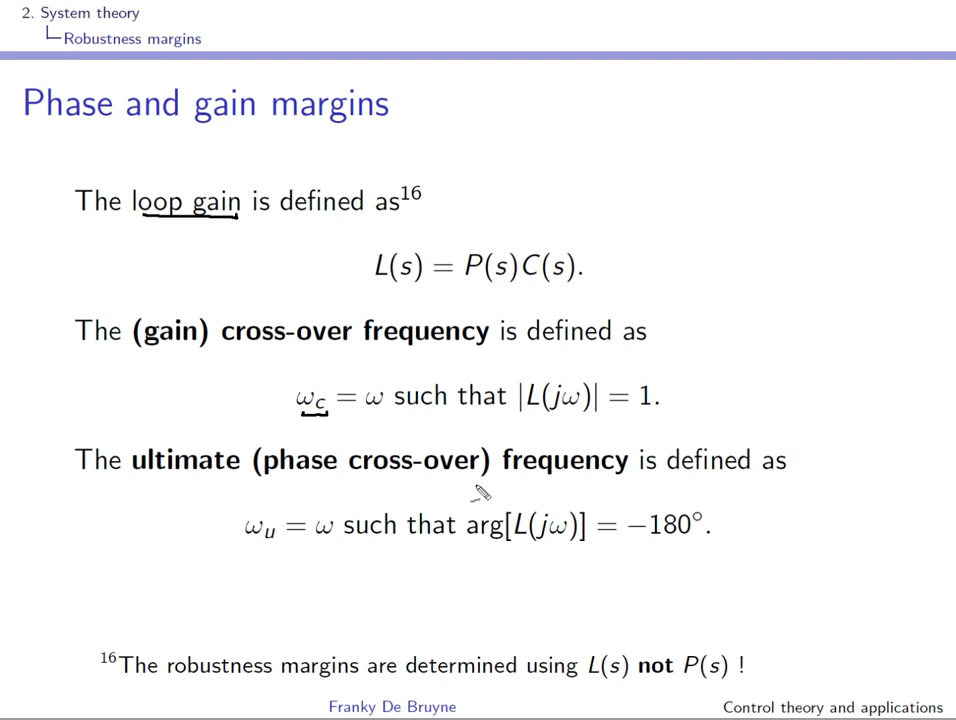 2. System theory
Robustness margins
Phase and gain margins
The loop gain is defined as¹⁶
L(s) = P(s)C(s).
The (gain) cross-over frequency is defined as
ω_c = ω such that |L(jω)| = 1.
The ultimate (phase cross-over) frequency is defined as
ω_u = ω such that arg[L(jω)] = −180°.
¹⁶The robustness margins are determined using L(s) not P(s) !
Franky De Bruyne Control theory and applications